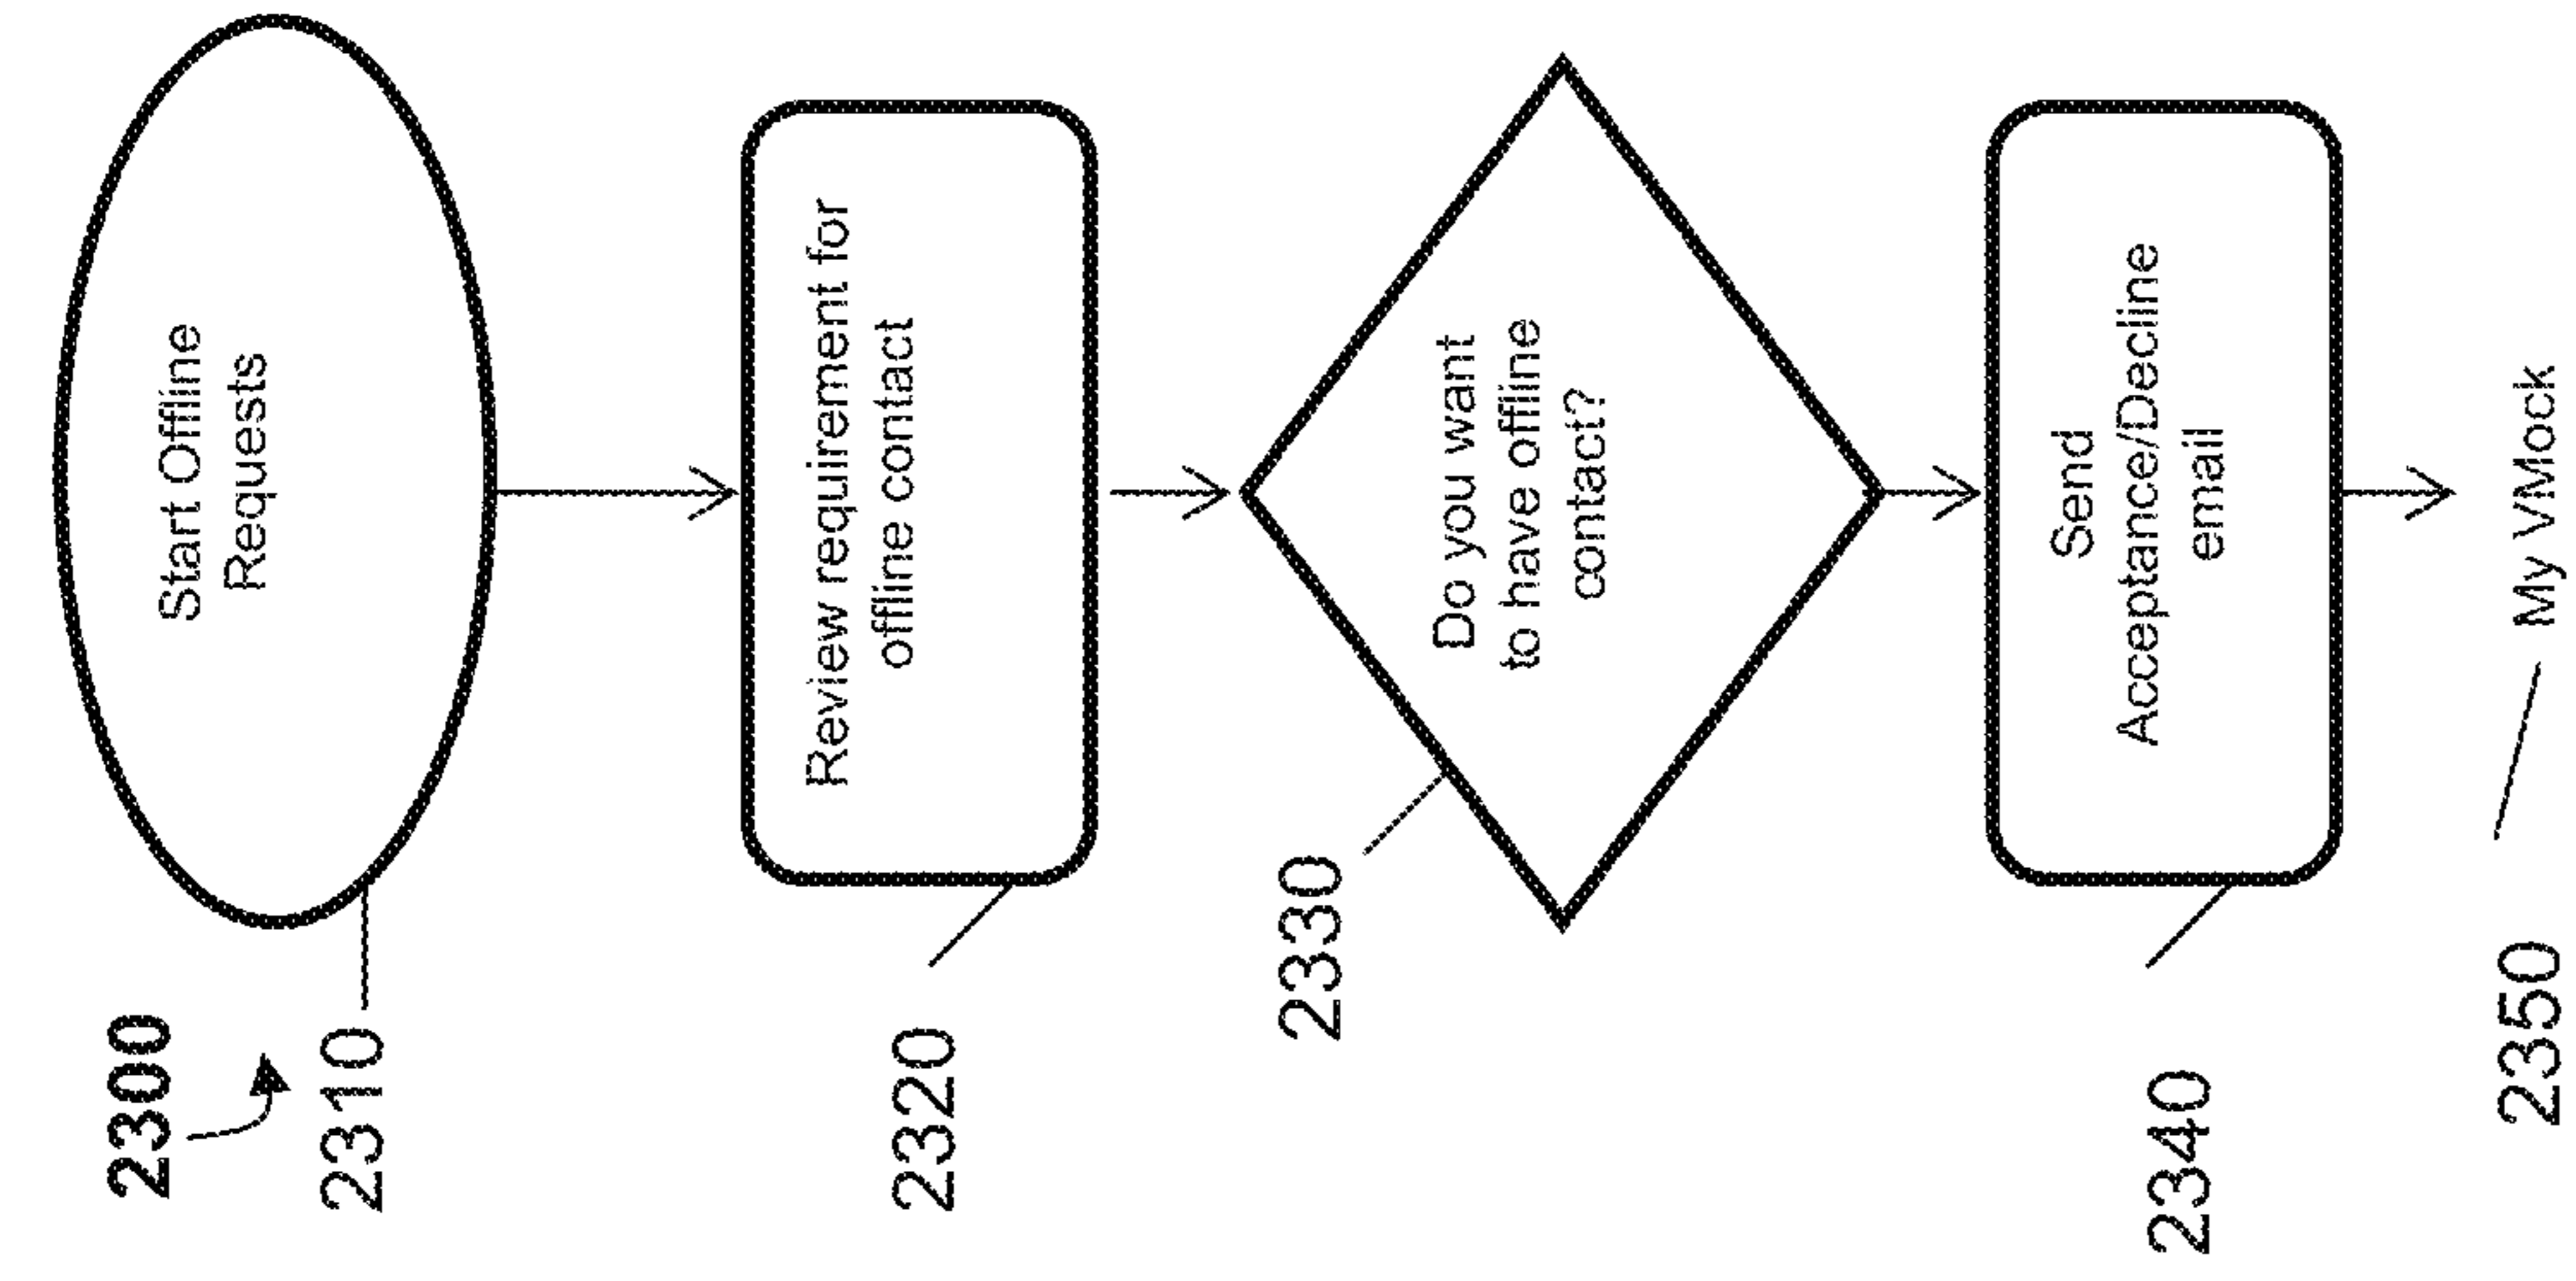 2300
2310
Start Offline
Requests
2320
Review requirement for
offline contact
2330
Do you want
to have offline
contact?
2340
Send
Acceptance/Decline
email
2350
My VMock